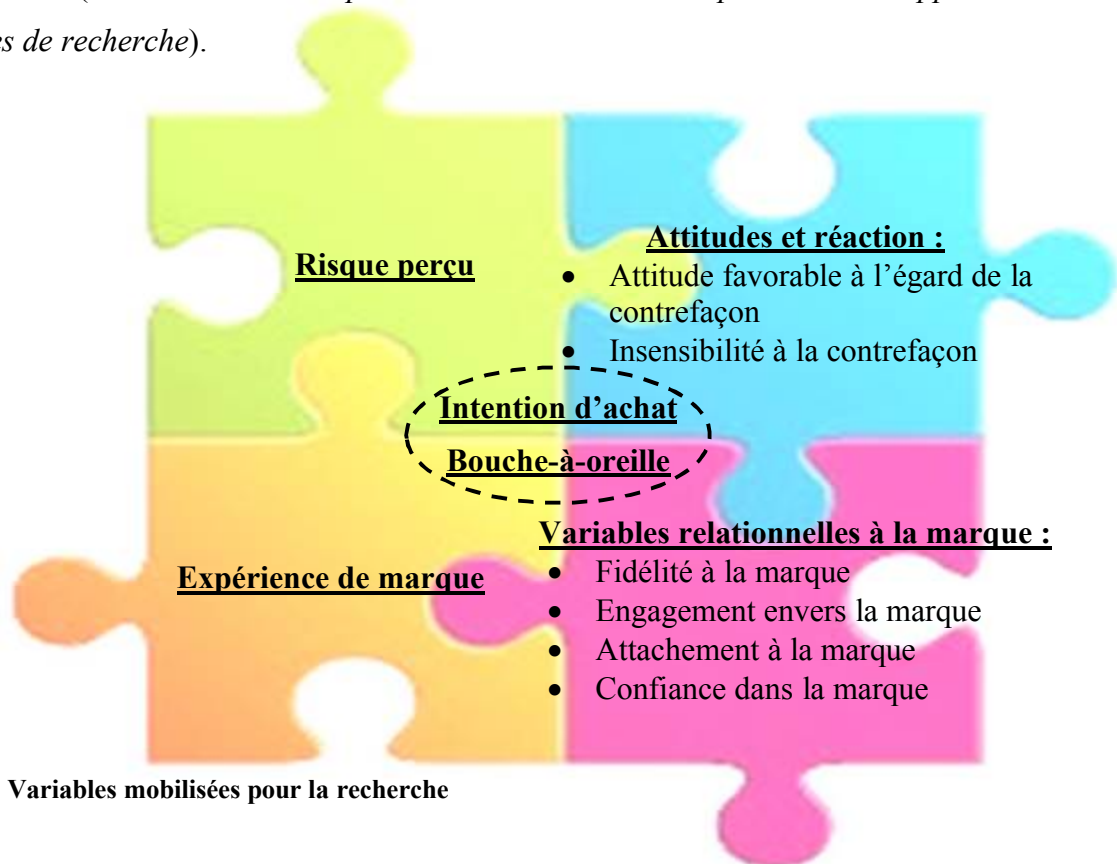 es de recherche).
Risque perçu
Attitudes et réaction :
• Attitude favorable à l’égard de la
contrefaçon
• Insensibilité à la contrefaçon
Intention d’achat
Bouche-à-oreille
Expérience de marque
Variables relationnelles à la marque :
• Fidélité à la marque
• Engagement envers la marque
• Attachement à la marque
• Confiance dans la marque
Variables mobilisées pour la recherche